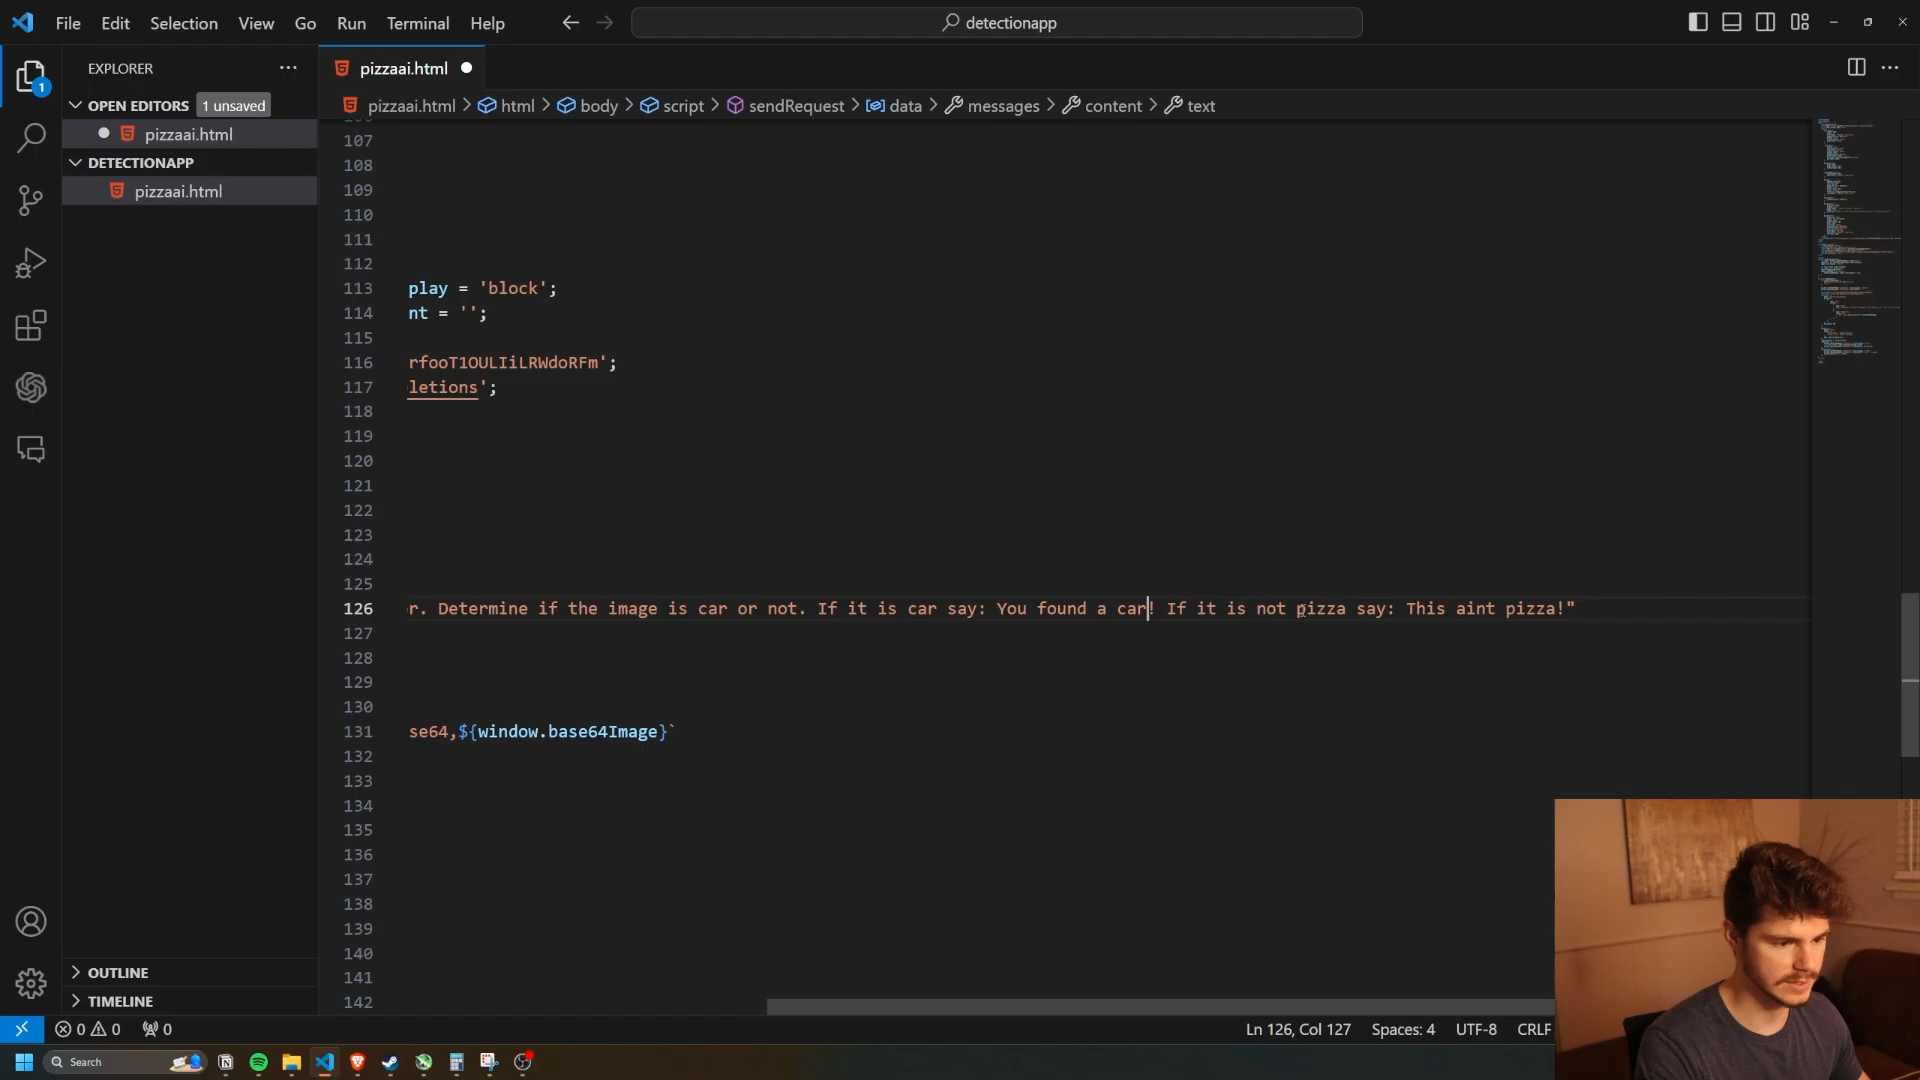 File Edit Selection View Go Run Terminal Help
detectionapp
EXPLORER
pizzaai.html
OPEN EDITORS 1 unsaved
pizzaai.html > html > body > script > sendRequest > data > messages > content > text
pizzaai.html
DETECTIONAPP
pizzaai.html
107
108
109
110
111
112
113 play = 'block';
114 nt = '';
115
116 rfooT1OULIiLRWdoRFm';
117 letions';
118
119
120
121
122
123
124
125
126 r. Determine if the image is car or not. If it is car say: You found a car! If it is not pizza say: This aint pizza!"
127
128
129
130
131 se64,${window.base64Image}`
132
133
134
135
136
137
138
139
140
141
142
OUTLINE
TIMELINE
0 0 0
Ln 126, Col 127 Spaces: 4 UTF-8 CRLF
Search
1